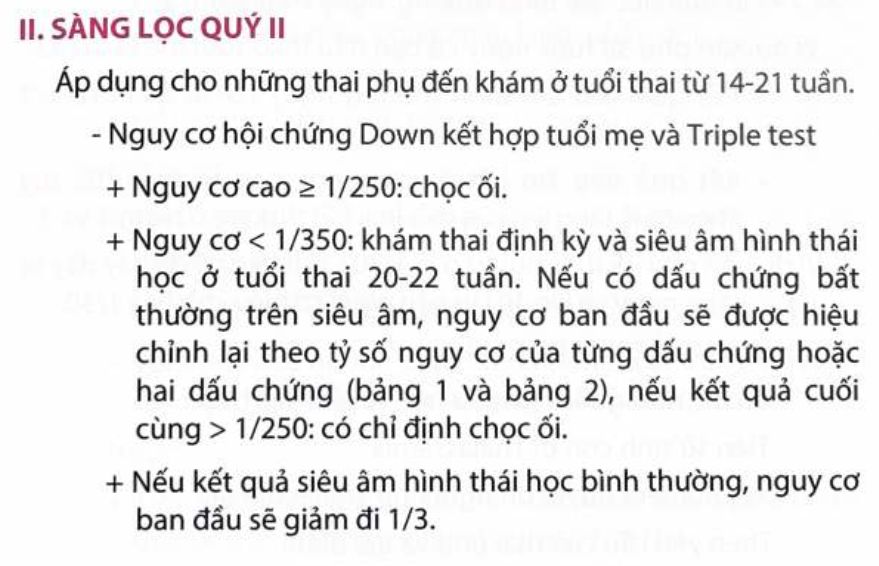 II. SÀNG LỌC QUÝ II
Áp dụng cho những thai phụ đến khám ở tuổi thai từ 14-21 tuần.
- Nguy cơ hội chứng Down kết hợp tuổi mẹ và Triple test
+ Nguy cơ cao ≥ 1/250: chọc ối.
+ Nguy cơ < 1/350: khám thai định kỳ và siêu âm hình thái
học ở tuổi thai 20-22 tuần. Nếu có dấu chứng bất
thường trên siêu âm, nguy cơ ban đầu sẽ được hiệu
chỉnh lại theo tỷ số nguy cơ của từng dấu chứng hoặc
hai dấu chứng (bảng 1 và bảng 2), nếu kết quả cuối
cùng > 1/250: có chỉ định chọc ối.
+ Nếu kết quả siêu âm hình thái học bình thường, nguy cơ
ban đầu sẽ giảm đi 1/3.